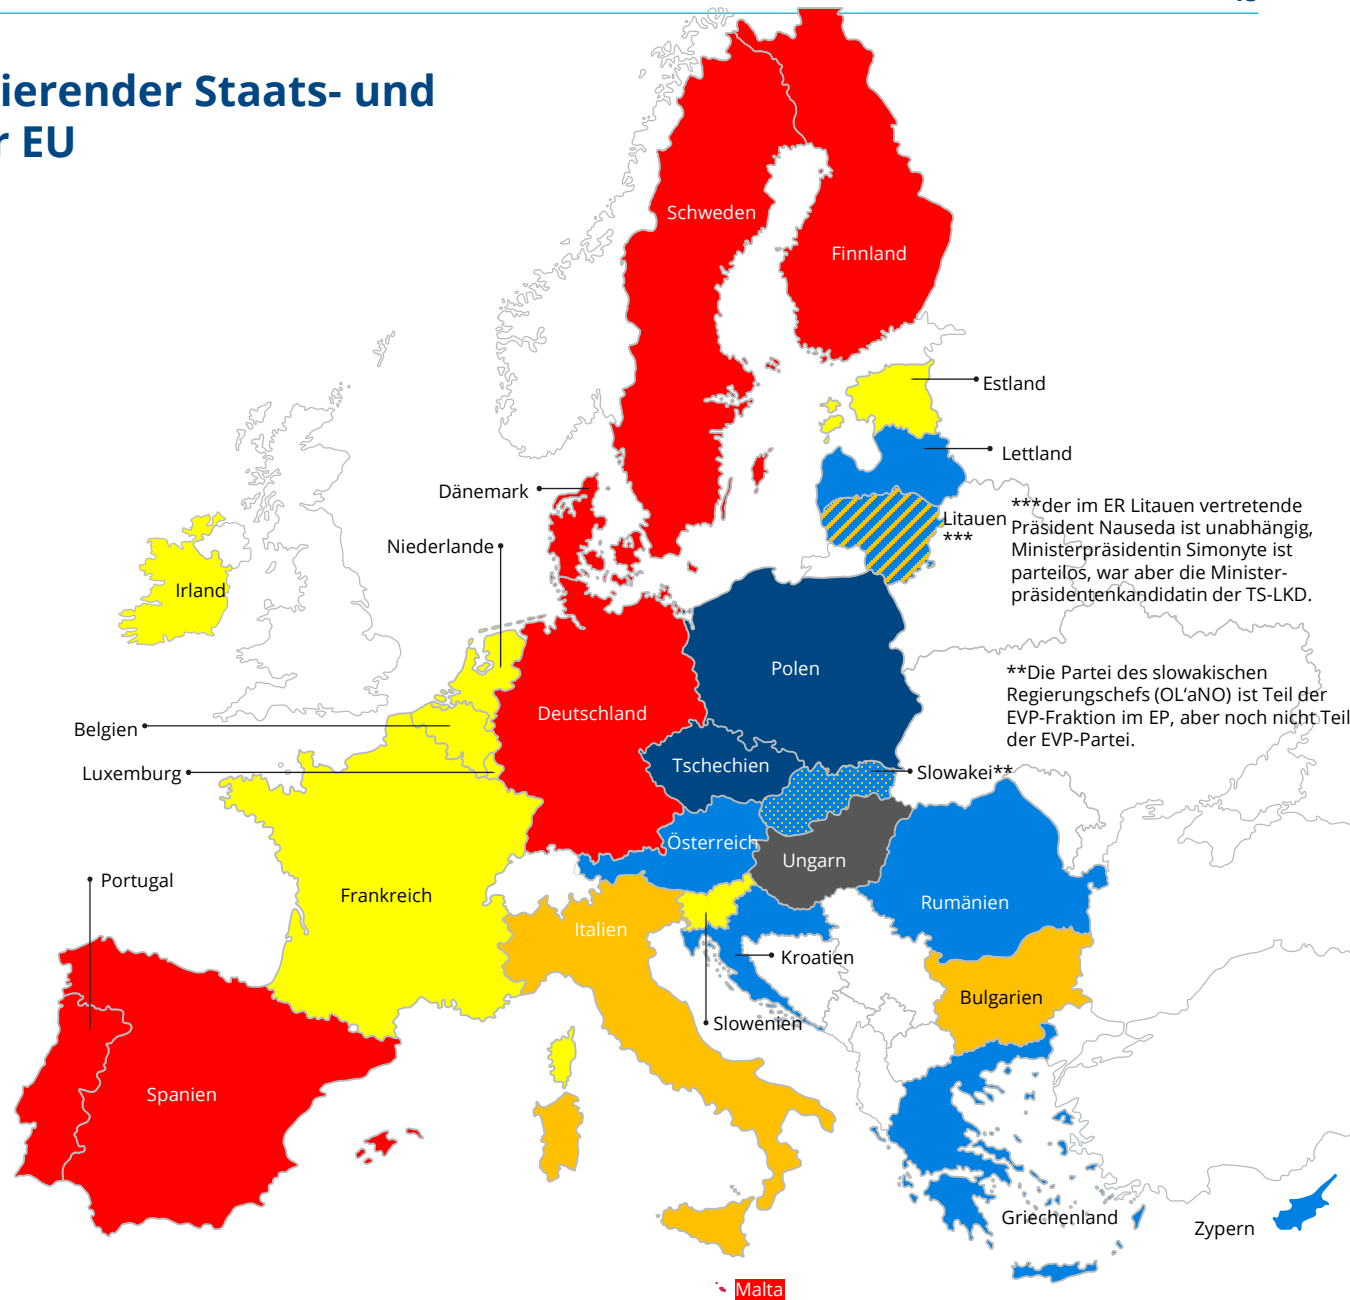 ierender Staats- und
r EU
Schweden
Finnland
Estland
Lettland
Dänemark
Litauen
***
***der im ER Litauen vertretende
Präsident Nauseda ist unabhängig,
Ministerpräsidentin Simonyte ist
parteilos, war aber die Minister-
präsidentenkandidatin der TS-LKD.
Niederlande
Irland
Polen
**Die Partei des slowakischen
Regierungschefs (OL‘aNO) ist Teil der
EVP-Fraktion im EP, aber noch nicht Teil
der EVP-Partei.
Deutschland
Belgien
Tschechien
Luxemburg
Slowakei**
Österreich
Ungarn
Portugal
Frankreich
Rumänien
Italien
Kroatien
Bulgarien
Slowenien
Spanien
Griechenland
Zypern
Malta